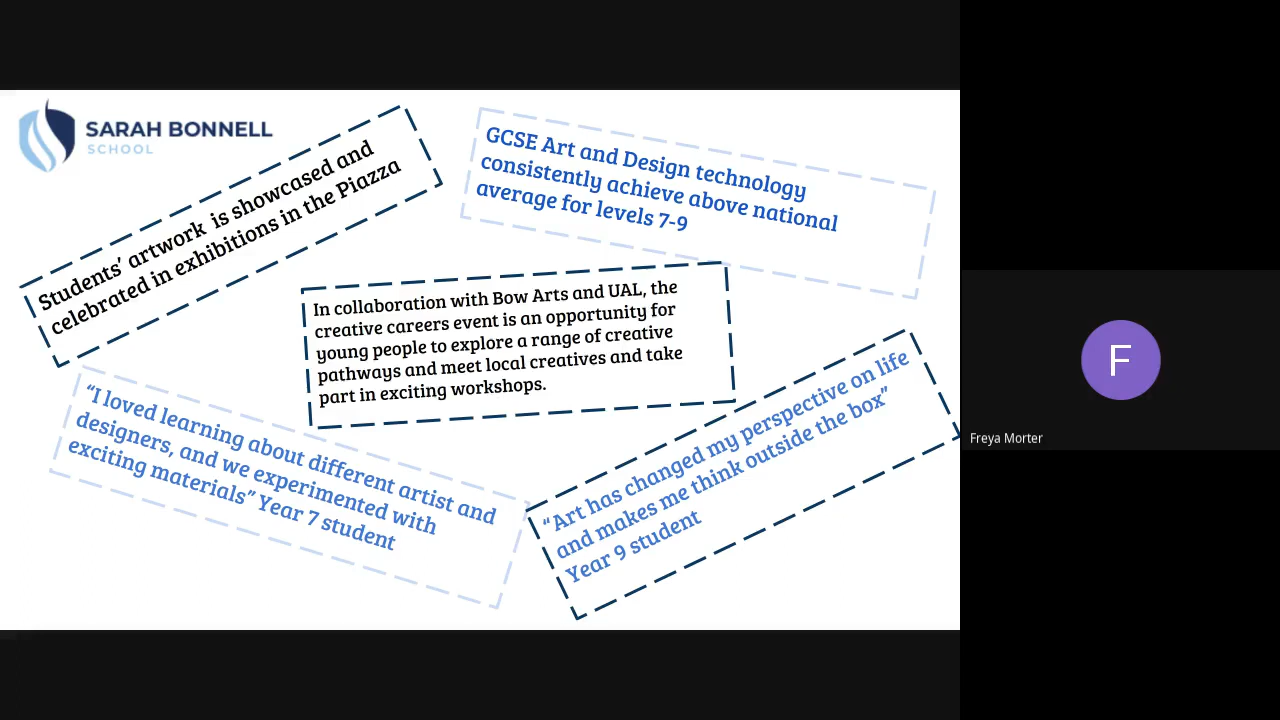 SARAH BONNELL
SCHOOL
Students’ artwork is showcased and
celebrated in exhibitions in the Piazza
GCSE Art and Design technology
consistently achieve above national
average for levels 7-9
In collaboration with Bow Arts and UAL, the
creative careers event is an opportunity for
young people to explore a range of creative
pathways and meet local creatives and take
part in exciting workshops.
“I loved learning about different artist and
designers, and we experimented with
exciting materials” Year 7 student
“Art has changed my perspective on life
and makes me think outside the box”
Year 9 student
F
Freya Morter